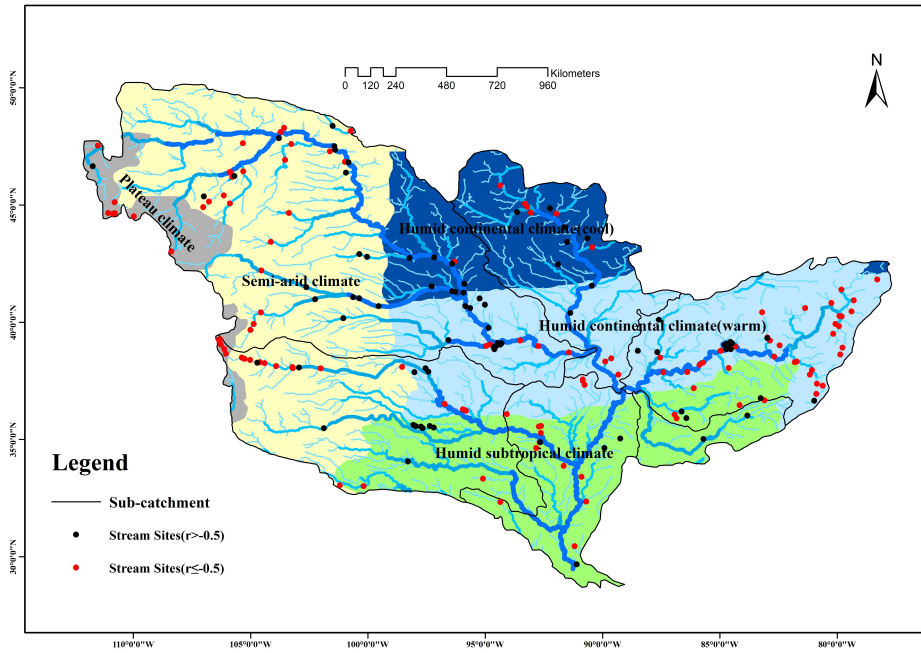 N
Kilometers
0 120 240 480 720 960
50°0'0"N
45°0'0"N
40°0'0"N
35°0'0"N
30°0'0"N
Plateau climate
Humid continental climate(cool)
Semi-arid climate
Humid continental climate(warm)
Humid subtropical climate
Legend
Sub-catchment
Stream Sites(r>-0.5)
Stream Sites(r≤-0.5)
110°0'0"W 105°0'0"W 100°0'0"W 95°0'0"W 90°0'0"W 85°0'0"W 80°0'0"W